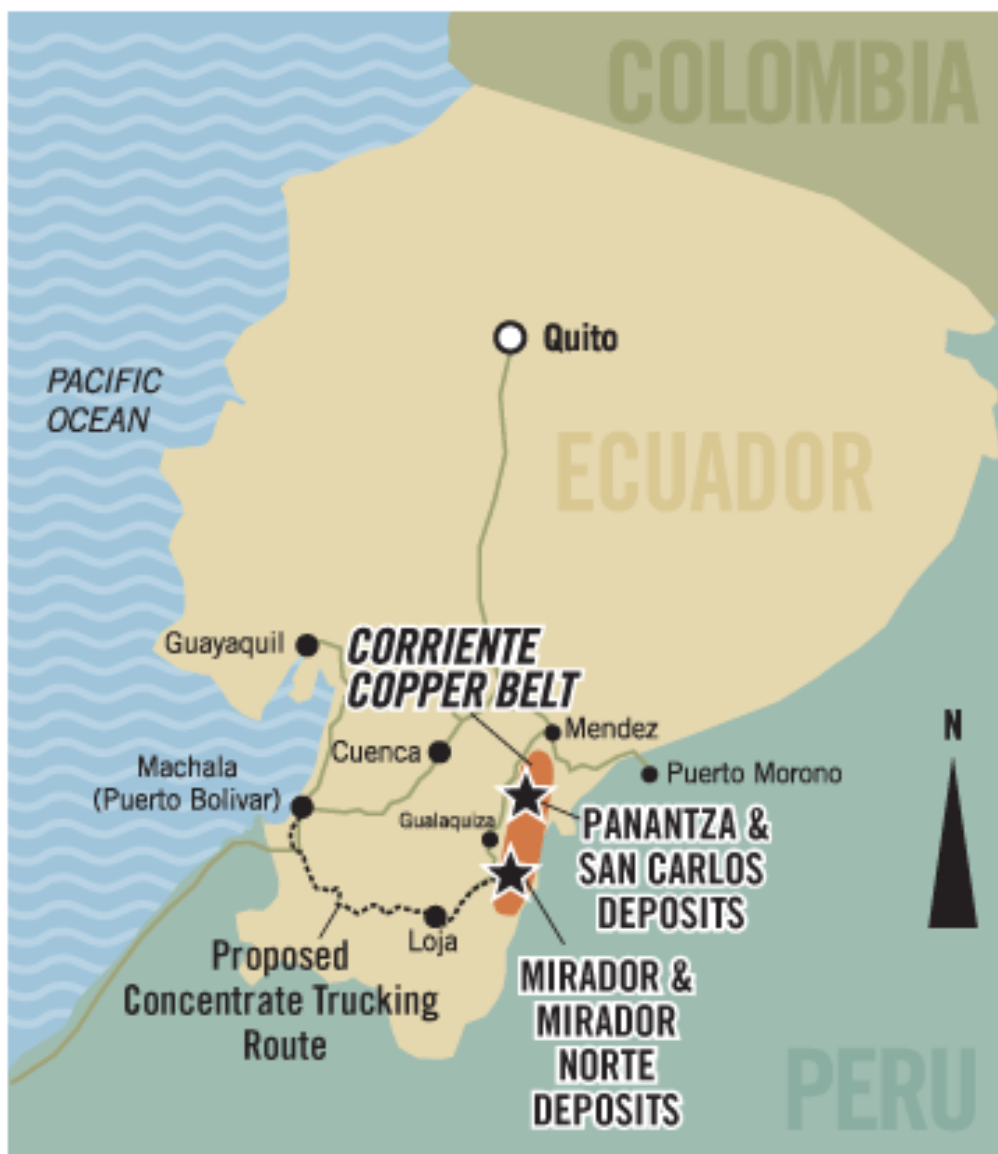 COLOMBIA
Quito
PACIFIC
OCEAN
ECUADOR
Guayaquil
CORRIENTE
COPPER BELT
Mendez
Cuenca
Machala
(Puerto Bolivar)
Puerto Morono
N
Gualaquiza
PANANTZA &
SAN CARLOS
DEPOSITS
Loja
Proposed
Concentrate Trucking
Route
MIRADOR &
MIRADOR
NORTE
DEPOSITS
PERU